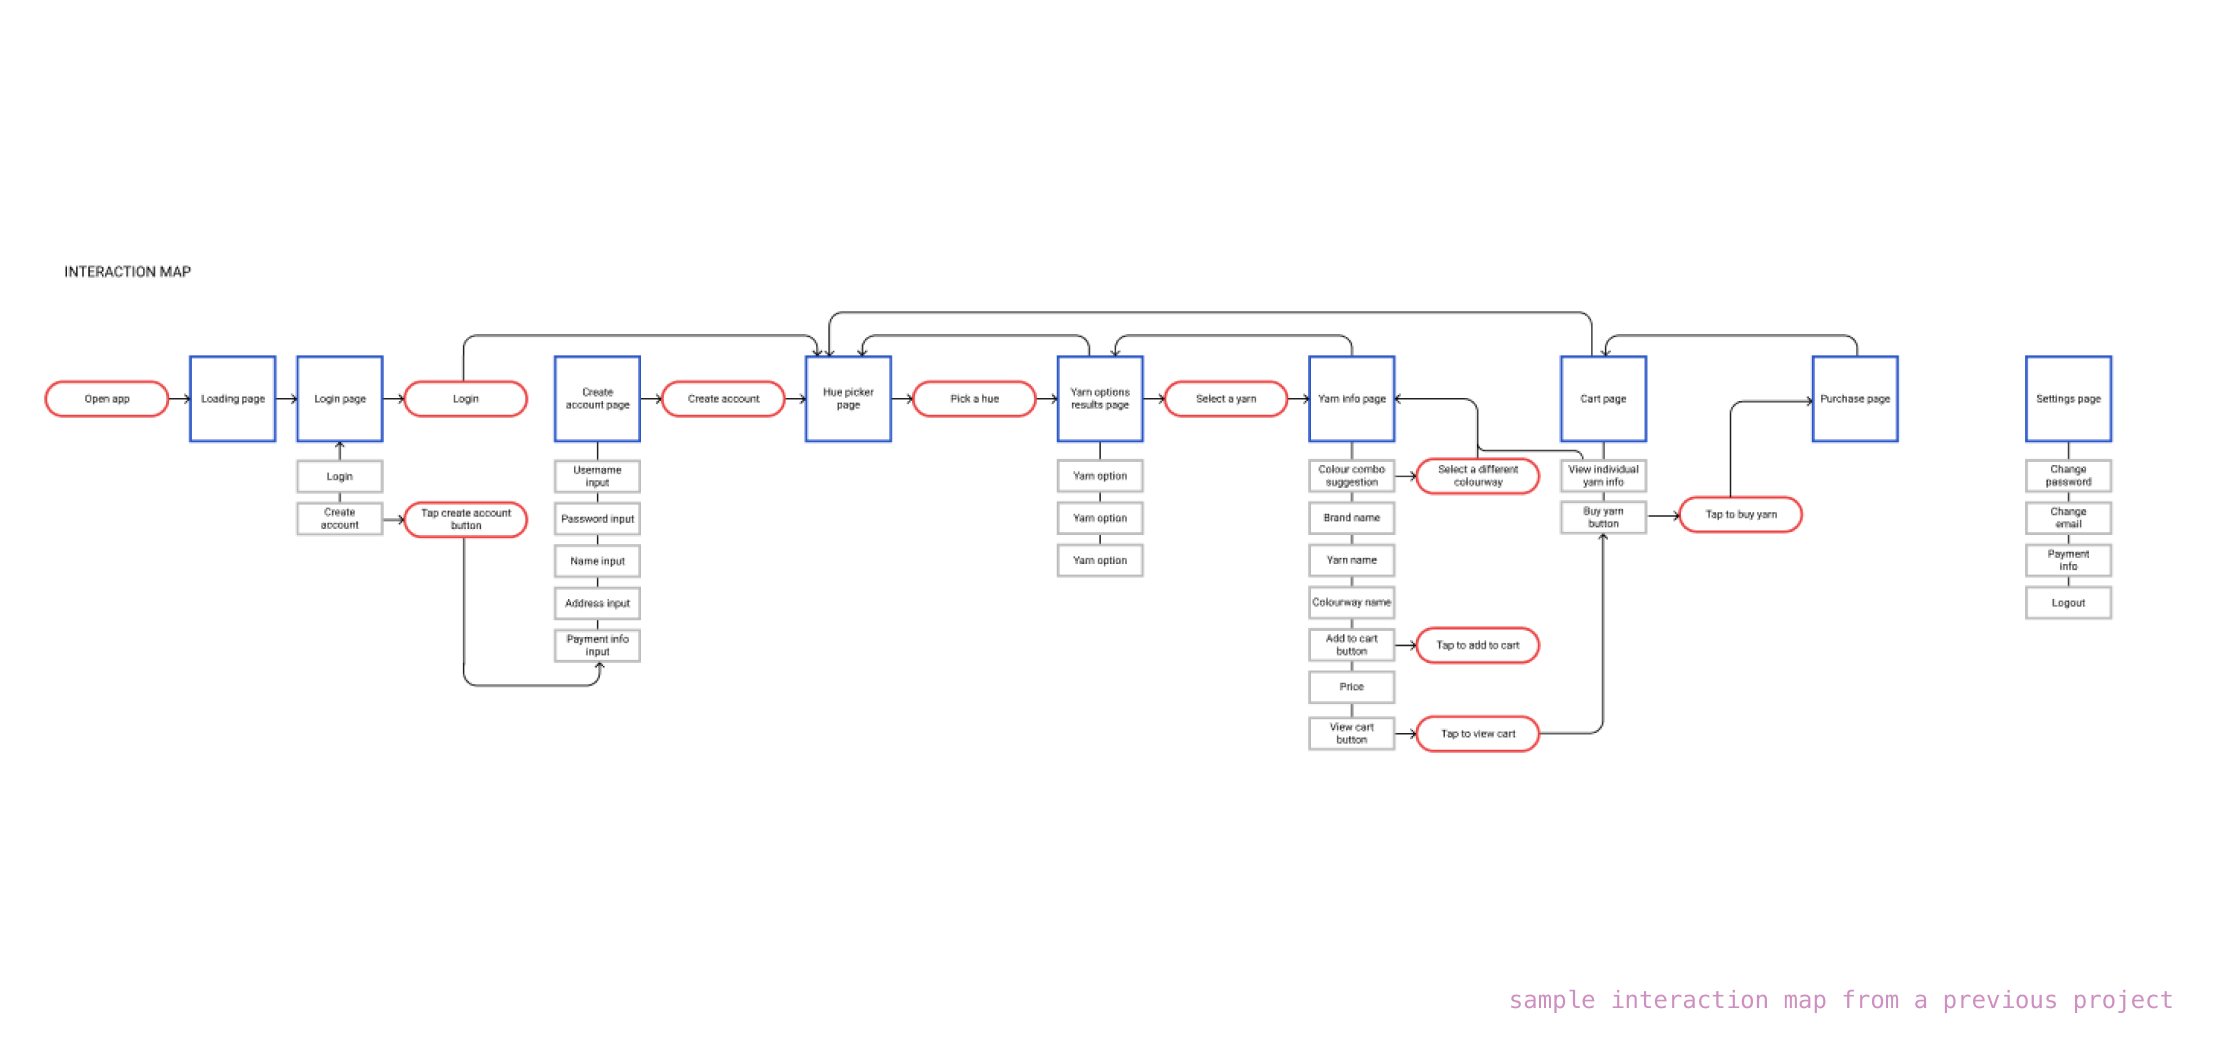 INTERACTION MAP
Open app
Loading page
Login page
Login
Create
account page
Create account
Hue picker
page
Pick a hue
Yarn options
results page
Select a yarn
Yarn info page
Cart page
Purchase page
Settings page
Login
Create
account
Tap create account
button
Username
input
Password input
Name input
Address input
Payment info
input
Yarn option
Yarn option
Yarn option
Colour combo
suggestion
Select a different
colourway
Brand name
Yarn name
Colourway name
Add to cart
button
Tap to add to cart
Price
View cart
button
Tap to view cart
View individual
yarn info
Buy yarn
button
Tap to buy yarn
Change
password
Change
email
Payment
info
Logout
sample interaction map from a previous project